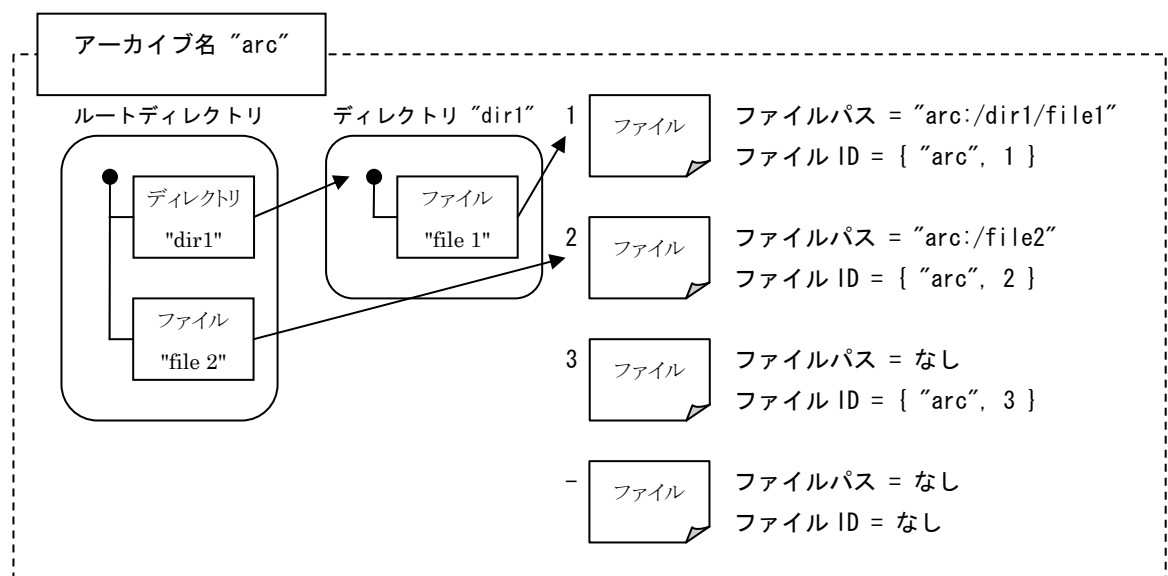 アーカイブ名 "arc"
ルートディレクトリ
ディレクトリ
"dir1"
ファイル
"file 2"
ディレクトリ "dir1"
ファイル
"file 1"
1
ファイル
ファイルパス = "arc:/dir1/file1"
ファイル ID = { "arc", 1 }
2
ファイル
ファイルパス = "arc:/file2"
ファイル ID = { "arc", 2 }
3
ファイル
ファイルパス = なし
ファイル ID = { "arc", 3 }
-
ファイル
ファイルパス = なし
ファイル ID = なし